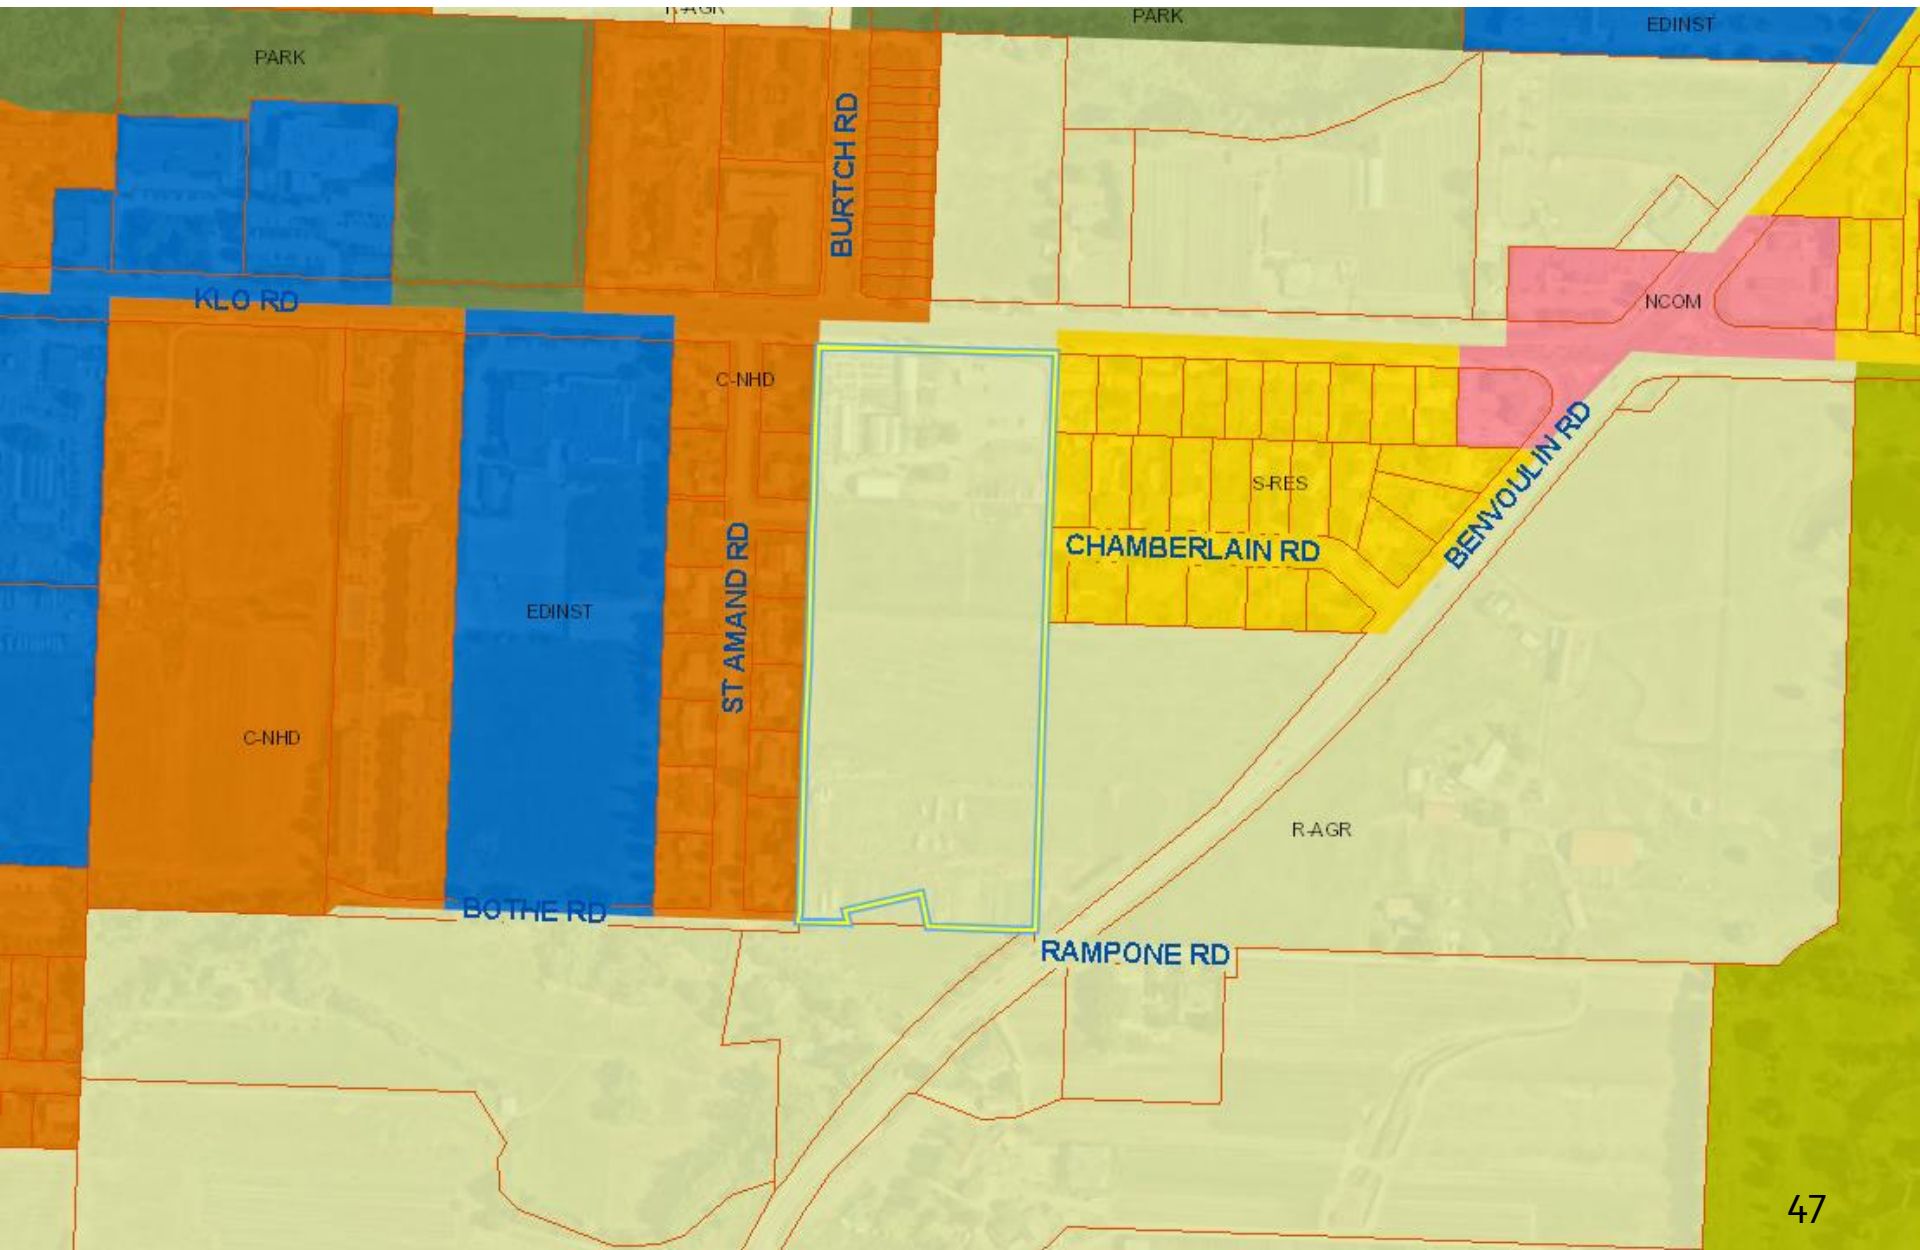 R-AGR
PARK
EDINST
PARK
BURTCH RD
KLO RD
NCOM
C-NHD
S-RES
BENVOULIN RD
CHAMBERLAIN RD
EDINST
ST AMAND RD
C-NHD
R-AGR
BOTHE RD
RAMPONE RD
47